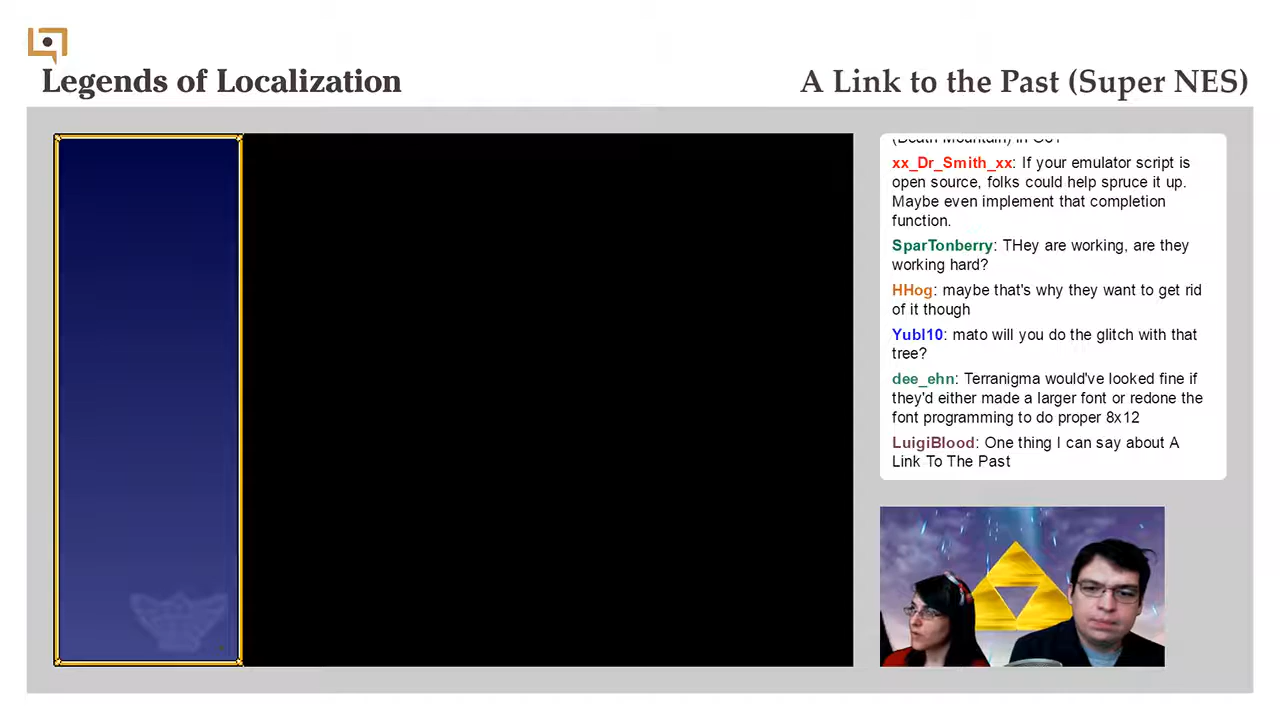 Legends of Localization
A Link to the Past (Super NES)
(Death Mountain) in
xx_Dr_Smith_xx: If your emulator script is
open source, folks could help spruce it up.
Maybe even implement that completion
function.
SparTonberry: THey are working, are they
working hard?
HHog: maybe that's why they want to get rid
of it though
Yubl10: mato will you do the glitch with that
tree?
dee_ehn: Terranigma would've looked fine if
they'd either made a larger font or redone the
font programming to do proper 8x12
LuigiBlood: One thing I can say about A
Link To The Past